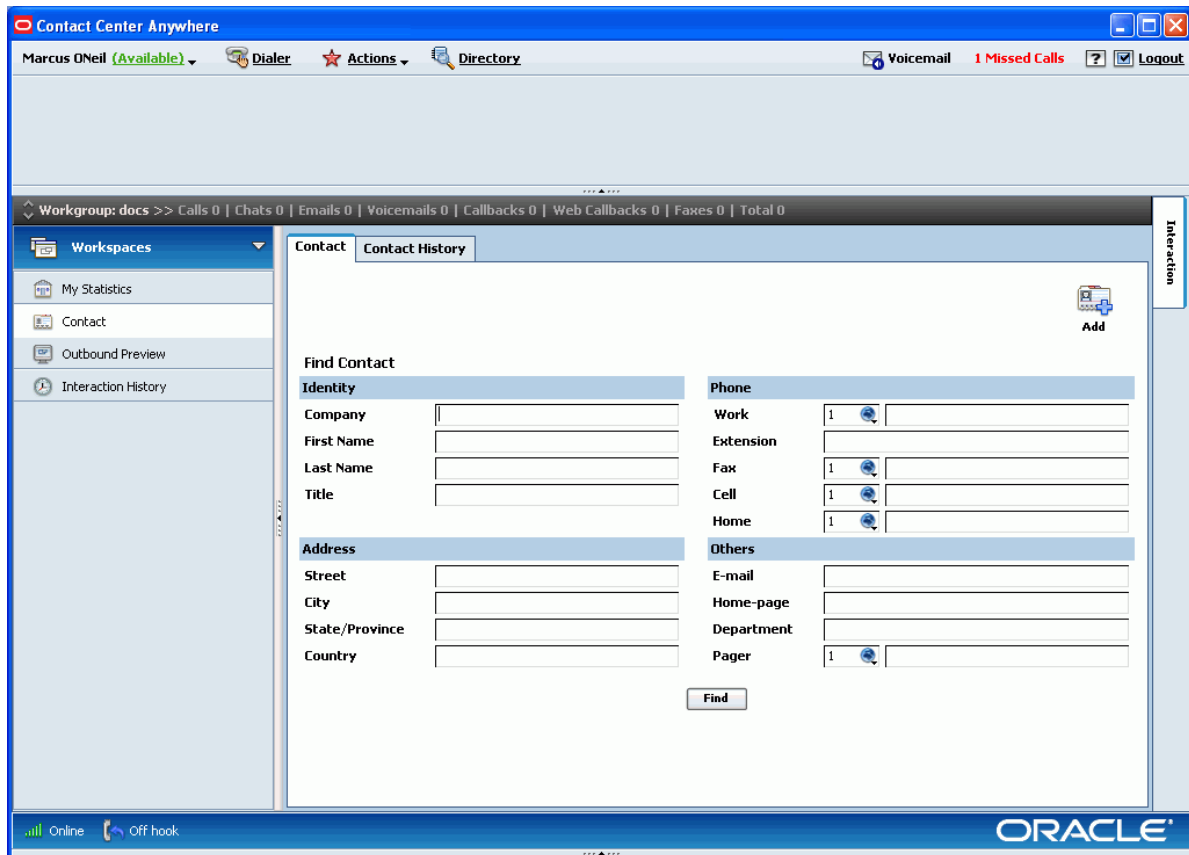 Contact Center Anywhere
Marcus ONeil (Available) Dialer Actions Directory Voicemail 1 Missed Calls ? Logout
Workgroup: docs >> Calls 0 | Chats 0 | Emails 0 | Voicemails 0 | Callbacks 0 | Web Callbacks 0 | Faxes 0 | Total 0
Interaction
Workspaces
My Statistics
Contact
Outbound Preview
Interaction History
Contact Contact History
Add
Find Contact
Identity
Company
First Name
Last Name
Title
Phone
Work 1
Extension
Fax 1
Cell 1
Home 1
Address
Street
City
State/Province
Country
Others
E-mail
Home-page
Department
Pager 1
Find
Online Off hook
ORACLE